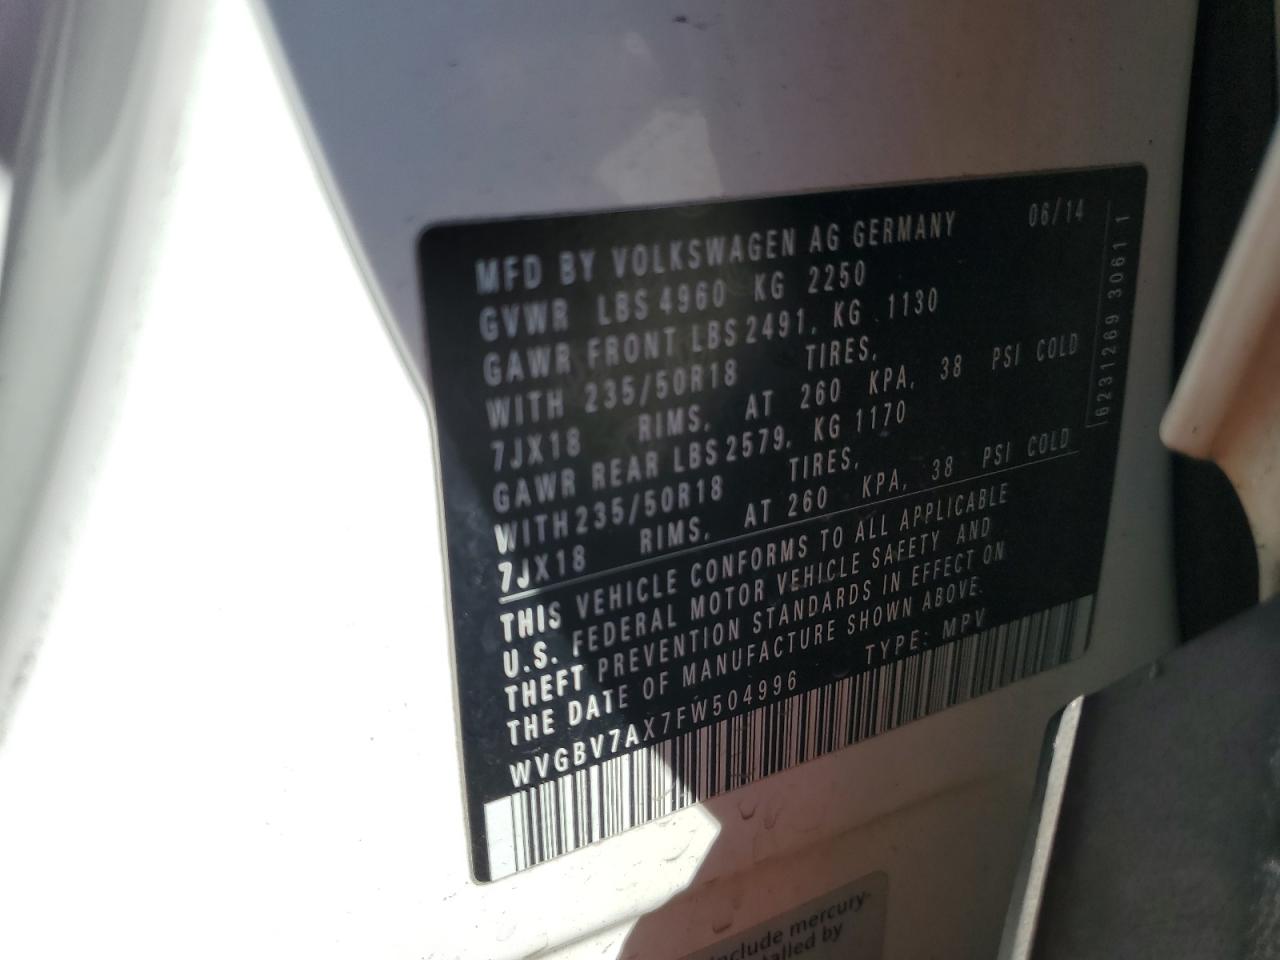 MFD BY VOLKSWAGEN AG GERMANY 06/14
GVWR LBS 4960 KG 2250
GAWR FRONT LBS 2491, KG 1130
WITH 235/50R18 TIRES,
7JX18 RIMS, AT 260 KPA, 38 PSI COLD
GAWR REAR LBS 2579, KG 1170
WITH 235/50R18 TIRES,
7JX18 RIMS, AT 260 KPA, 38 PSI COLD
THIS VEHICLE CONFORMS TO ALL APPLICABLE
U.S. FEDERAL MOTOR VEHICLE SAFETY AND
THEFT PREVENTION STANDARDS IN EFFECT ON
THE DATE OF MANUFACTURE SHOWN ABOVE.
WVGBV7AX7FW504996 TYPE: MPV
6231269 3061 1
include mercury-
by